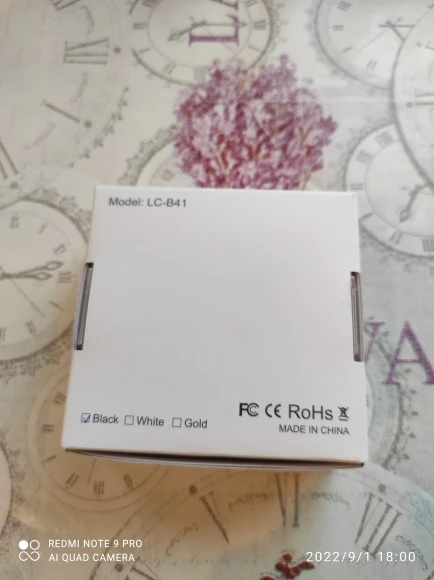 Model: LC-B41
☑ Black ☐ White ☐ Gold
FC CE RoHS
MADE IN CHINA
REDMI NOTE 9 PRO
AI QUAD CAMERA
2022/9/1 18:00